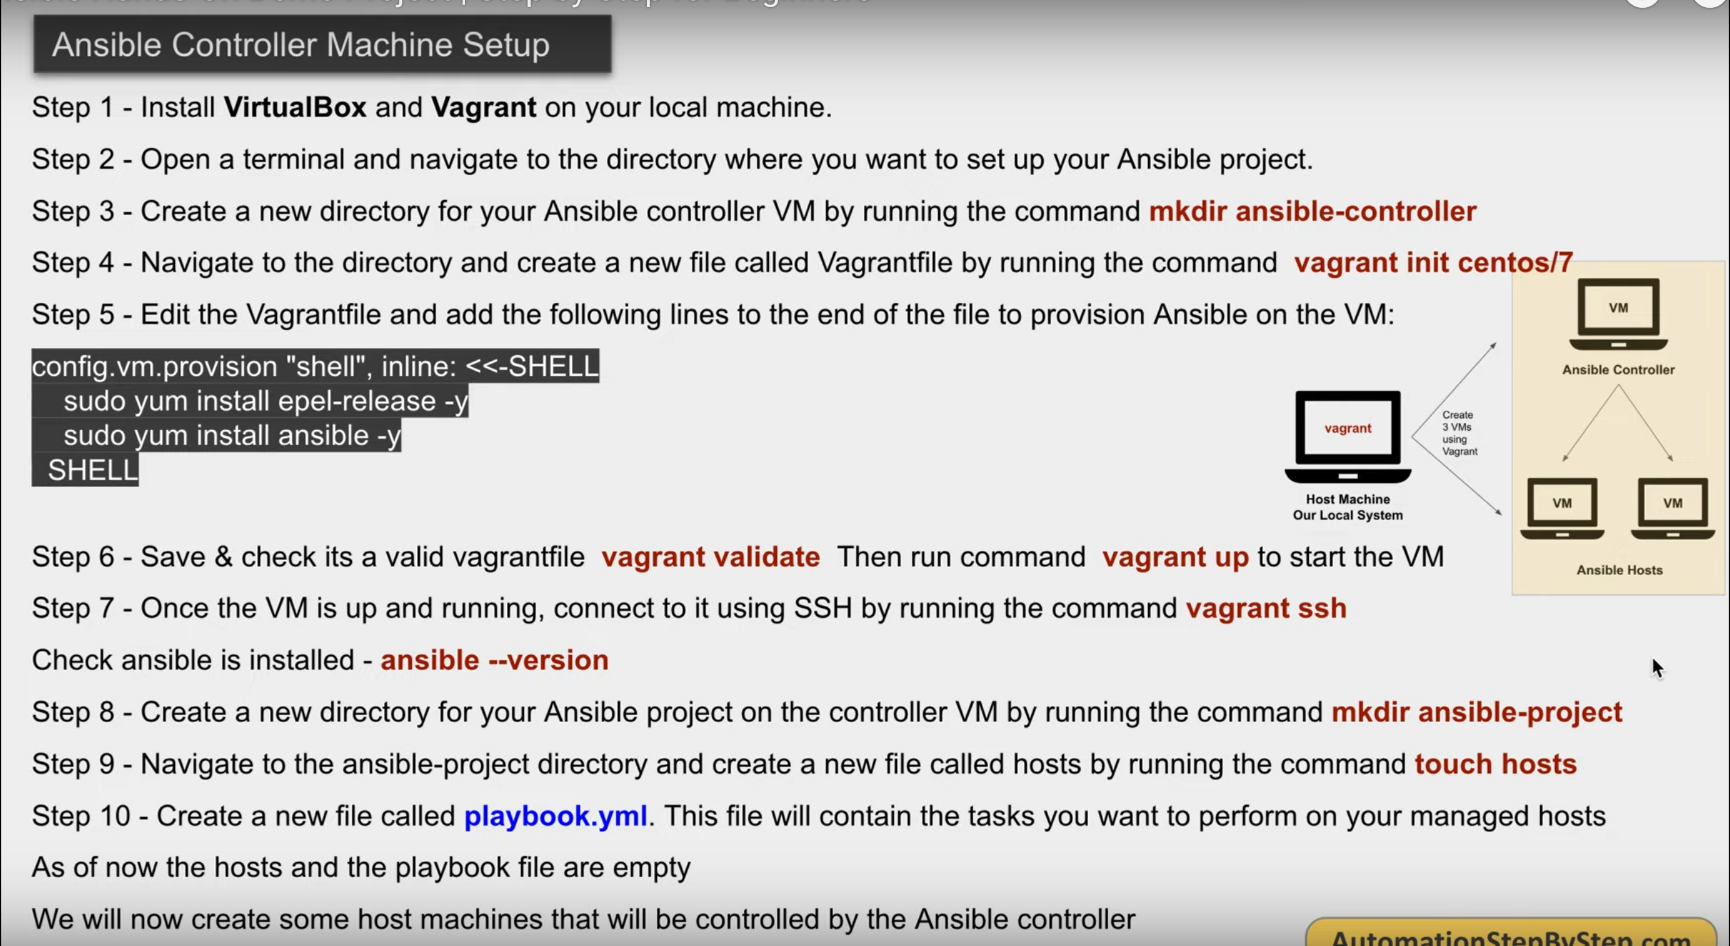 Ansible Controller Machine Setup
Step 1 - Install VirtualBox and Vagrant on your local machine.
Step 2 - Open a terminal and navigate to the directory where you want to set up your Ansible project.
Step 3 - Create a new directory for your Ansible controller VM by running the command mkdir ansible-controller
Step 4 - Navigate to the directory and create a new file called Vagrantfile by running the command vagrant init centos/7
Step 5 - Edit the Vagrantfile and add the following lines to the end of the file to provision Ansible on the VM:
config.vm.provision "shell", inline: <<-SHELL
sudo yum install epel-release -y
sudo yum install ansible -y
SHELL
vagrant
Host Machine
Our Local System
Create
3 VMs
using
Vagrant
VM
Ansible Controller
VM
VM
Ansible Hosts
Step 6 - Save & check its a valid vagrantfile vagrant validate Then run command vagrant up to start the VM
Step 7 - Once the VM is up and running, connect to it using SSH by running the command vagrant ssh
Check ansible is installed - ansible --version
Step 8 - Create a new directory for your Ansible project on the controller VM by running the command mkdir ansible-project
Step 9 - Navigate to the ansible-project directory and create a new file called hosts by running the command touch hosts
Step 10 - Create a new file called playbook.yml. This file will contain the tasks you want to perform on your managed hosts
As of now the hosts and the playbook file are empty
We will now create some host machines that will be controlled by the Ansible controller
AutomationStepByStep.com